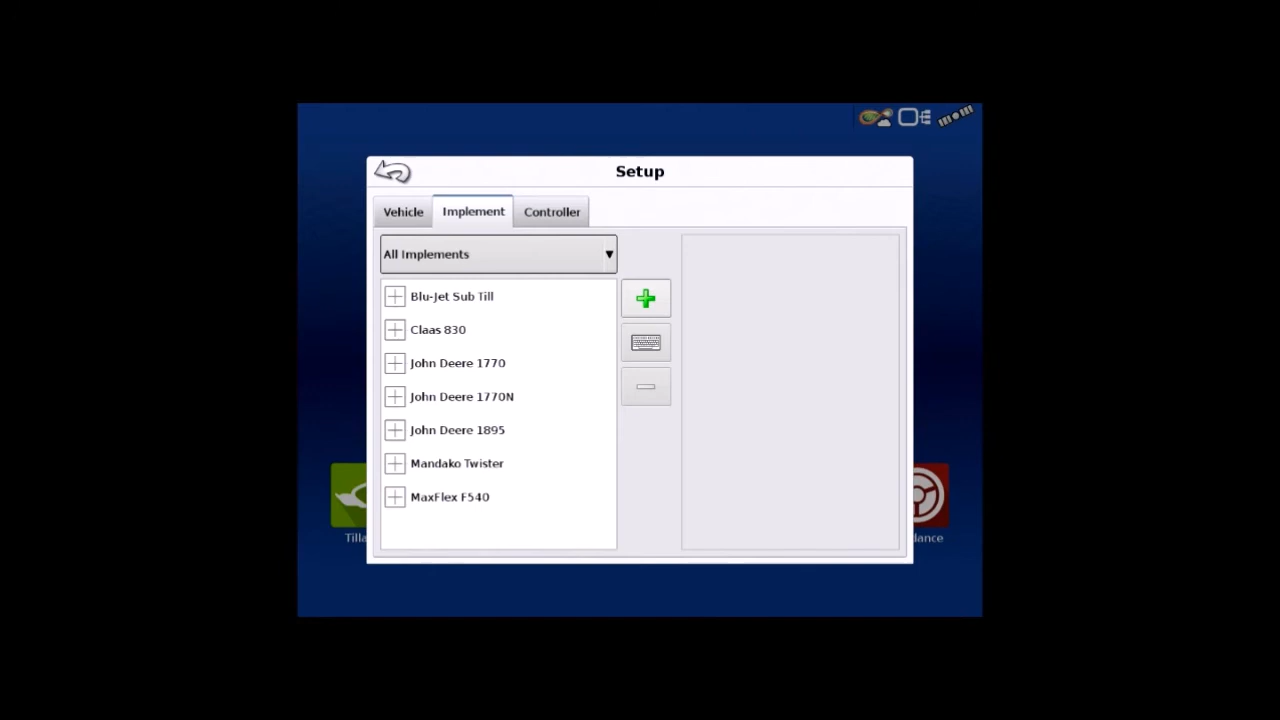 Setup
Vehicle
Implement
Controller
All Implements
Blu-Jet Sub Till
Claas 830
John Deere 1770
John Deere 1770N
John Deere 1895
Mandako Twister
MaxFlex F540
Tilla
dance